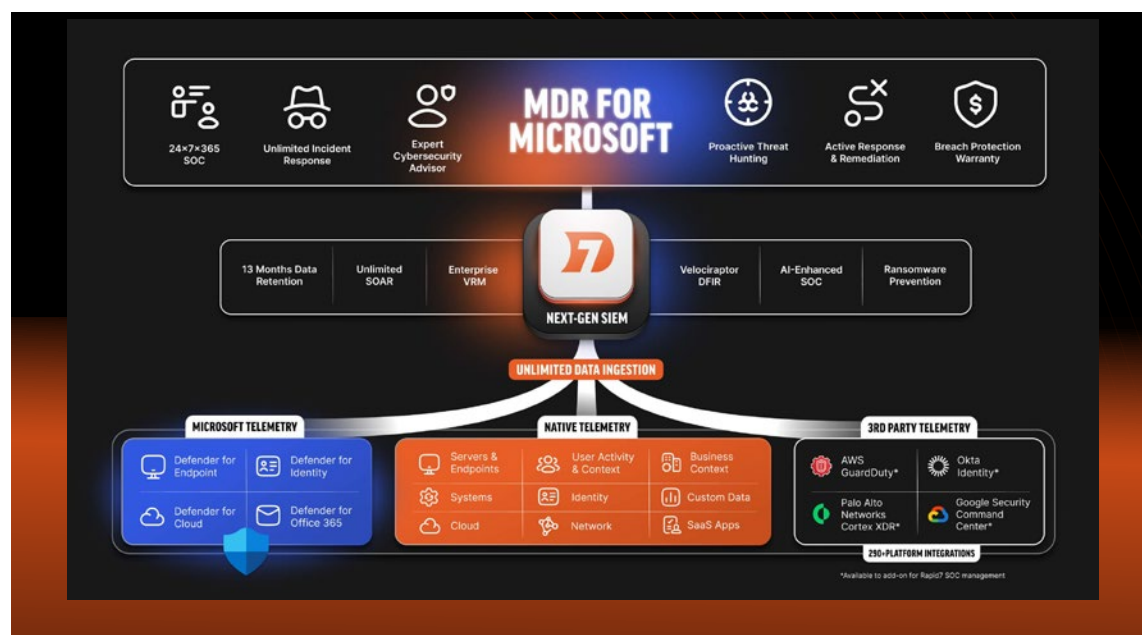 MDR FOR
MICROSOFT
24×7×365
SOC
Unlimited Incident
Response
Expert
Cybersecurity
Advisor
Proactive Threat
Hunting
Active Response
& Remediation
Breach Protection
Warranty
13 Months Data
Retention
Unlimited
SOAR
Enterprise
VRM
NEXT-GEN SIEM
Velociraptor
DFIR
AI-Enhanced
SOC
Ransomware
Prevention
UNLIMITED DATA INGESTION
MICROSOFT TELEMETRY
Defender for
Endpoint
Defender for
Identity
Defender for
Cloud
Defender for
Office 365
NATIVE TELEMETRY
Servers &
Endpoints
User Activity
& Context
Business
Context
Systems
Identity
Custom Data
Cloud
Network
SaaS Apps
3RD PARTY TELEMETRY
AWS
GuardDuty*
Okta
Identity*
Palo Alto
Networks
Cortex XDR*
Google Security
Command
Center*
290+PLATFORM INTEGRATIONS
*Available to add-on for Rapid7 SOC management